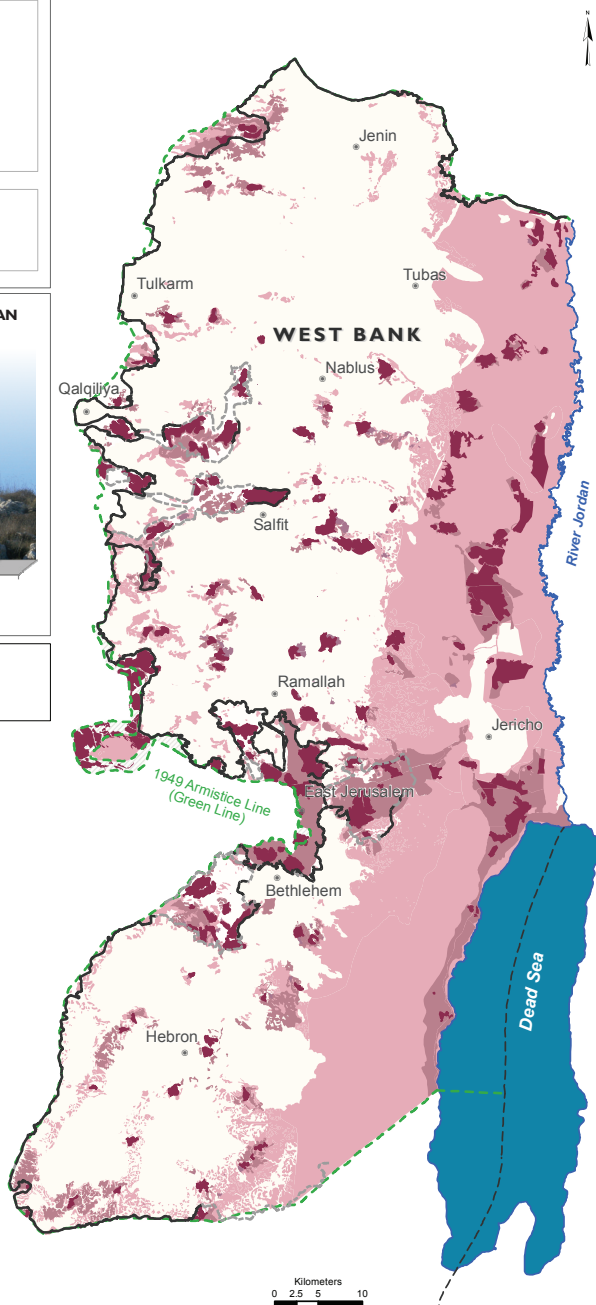 N
Jenin
AN
Tulkarm
Tubas
WEST BANK
Nablus
Qalqiliya
River Jordan
Salfit
Ramallah
Jericho
1949 Armistice Line
(Green Line)
East Jerusalem
Bethlehem
Dead Sea
Hebron
Kilometers
0 2.5 5 10